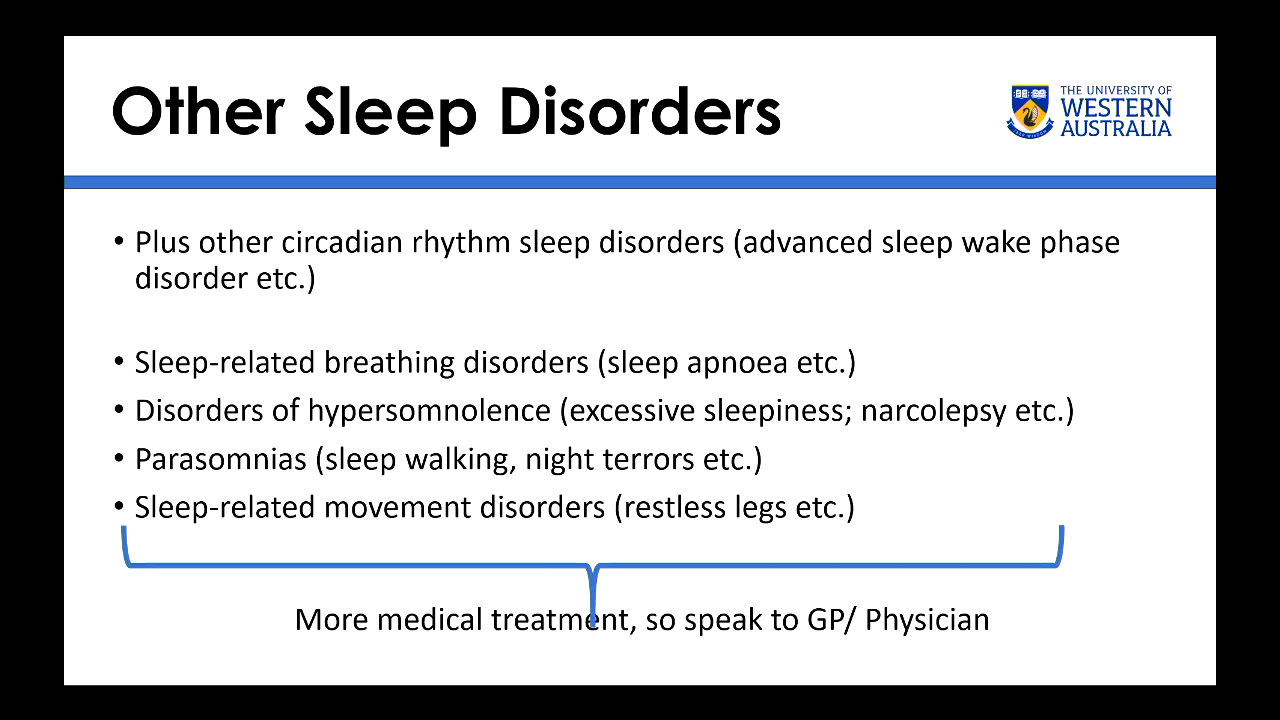 Other Sleep Disorders
THE UNIVERSITY OF
WESTERN
AUSTRALIA
• Plus other circadian rhythm sleep disorders (advanced sleep wake phase
disorder etc.)
• Sleep-related breathing disorders (sleep apnoea etc.)
• Disorders of hypersomnolence (excessive sleepiness; narcolepsy etc.)
• Parasomnias (sleep walking, night terrors etc.)
• Sleep-related movement disorders (restless legs etc.)
More medical treatment, so speak to GP/ Physician